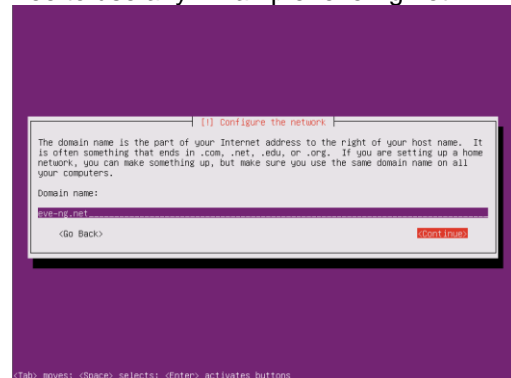 [!] Configure the network
The domain name is the part of your Internet address to the right of your host name. It
is often something that ends in .com, .net, .edu, or .org. If you are setting up a home
network, you can make something up, but make sure you use the same domain name on all
your computers.
Domain name:
eve-ng.net
<Go Back> <Continue>
<Tab> moves; <Space> selects; <Enter> activates buttons